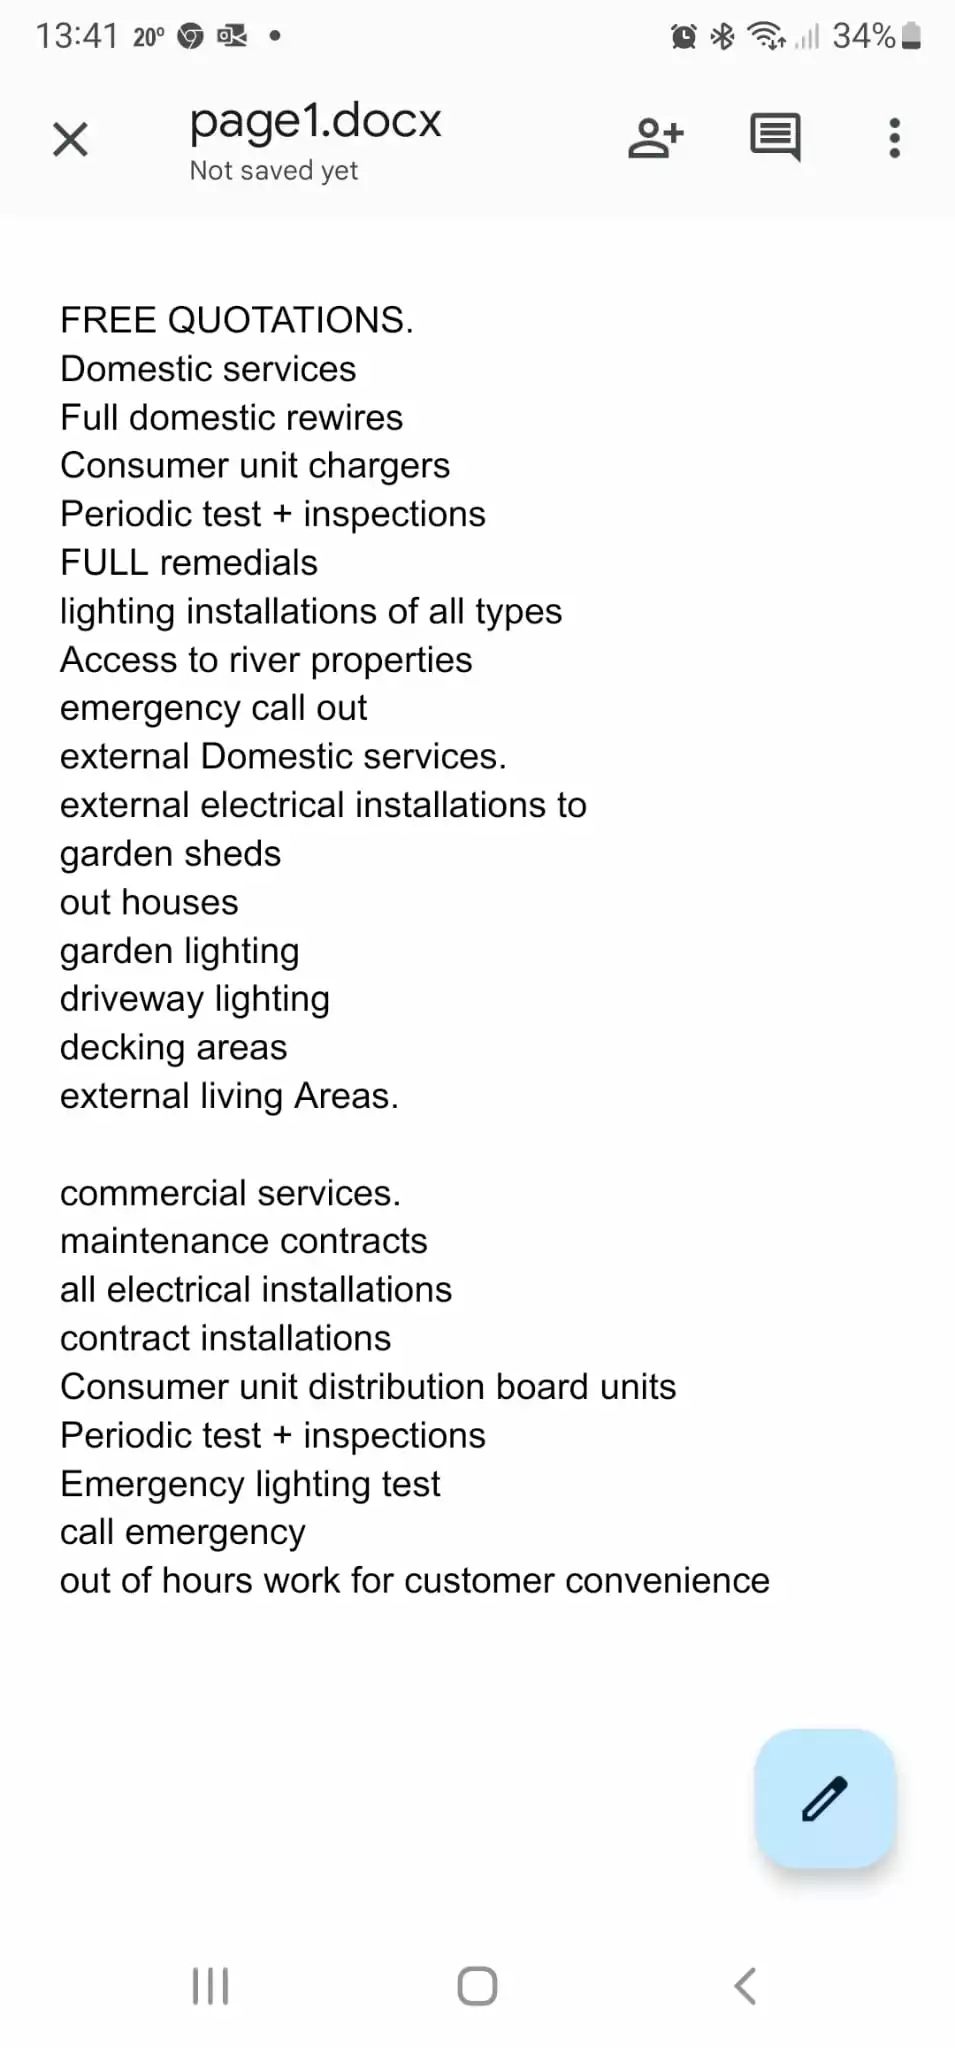 13:41 20° 34%
page1.docx
Not saved yet
FREE QUOTATIONS.
Domestic services
Full domestic rewires
Consumer unit chargers
Periodic test + inspections
FULL remedials
lighting installations of all types
Access to river properties
emergency call out
external Domestic services.
external electrical installations to
garden sheds
out houses
garden lighting
driveway lighting
decking areas
external living Areas.
commercial services.
maintenance contracts
all electrical installations
contract installations
Consumer unit distribution board units
Periodic test + inspections
Emergency lighting test
call emergency
out of hours work for customer convenience